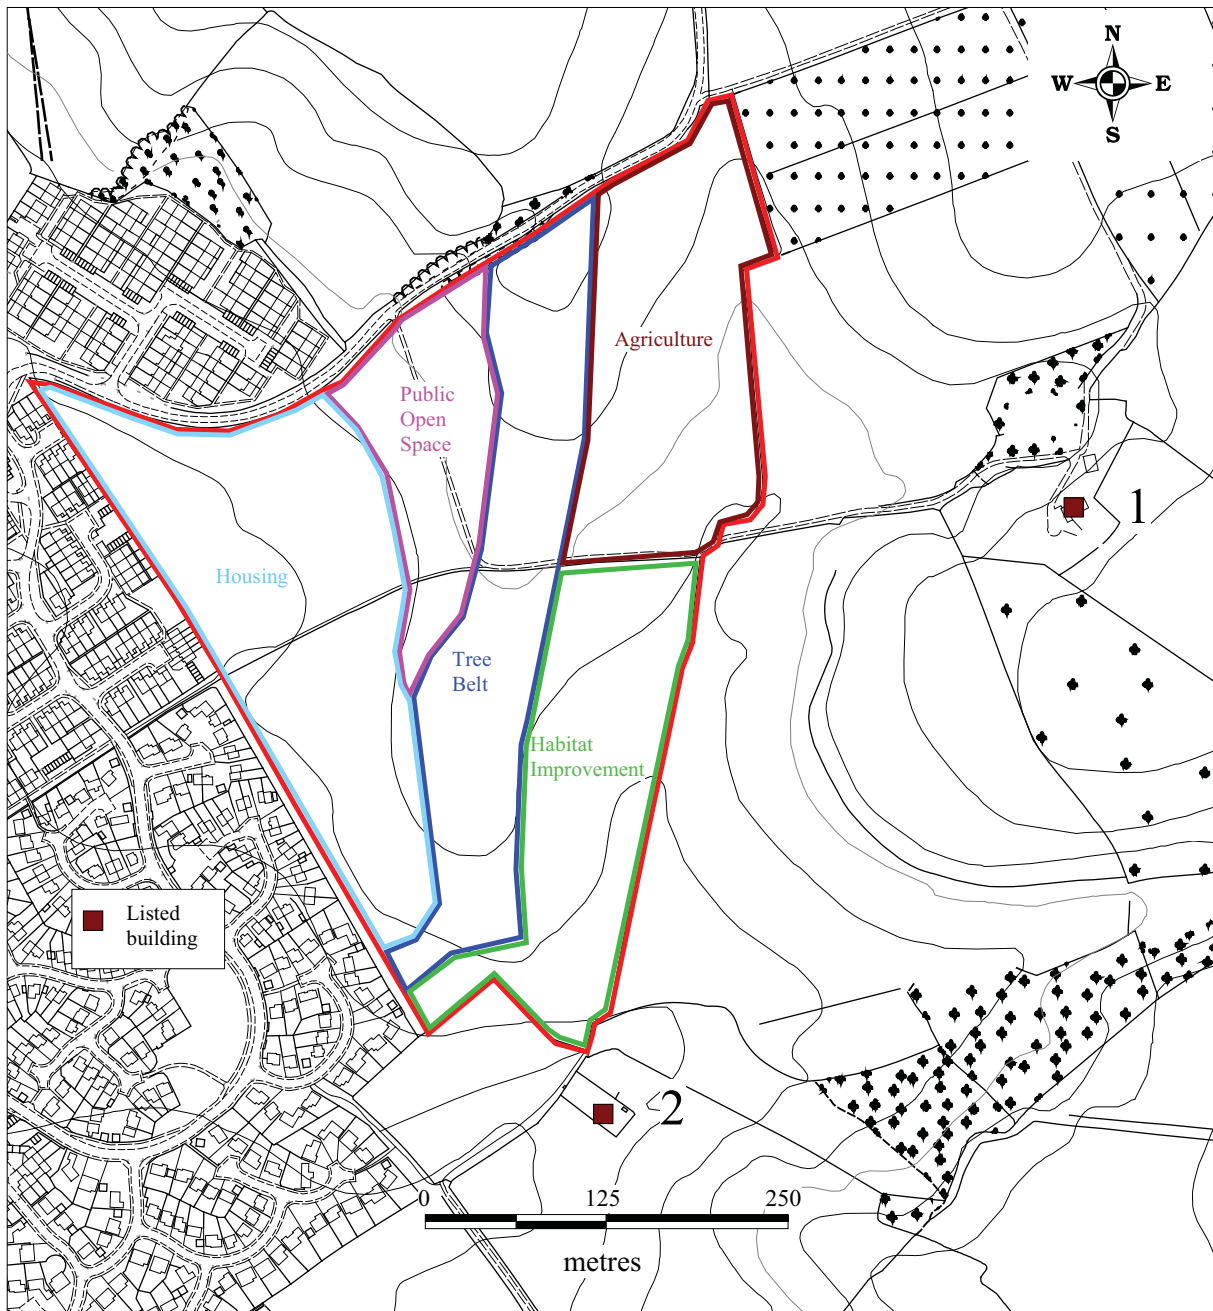 N
W E
S
Agriculture
Public
Open
Space
1
Housing
Tree
Belt
Habitat
Improvement
Listed
building
2
0 125 250
metres